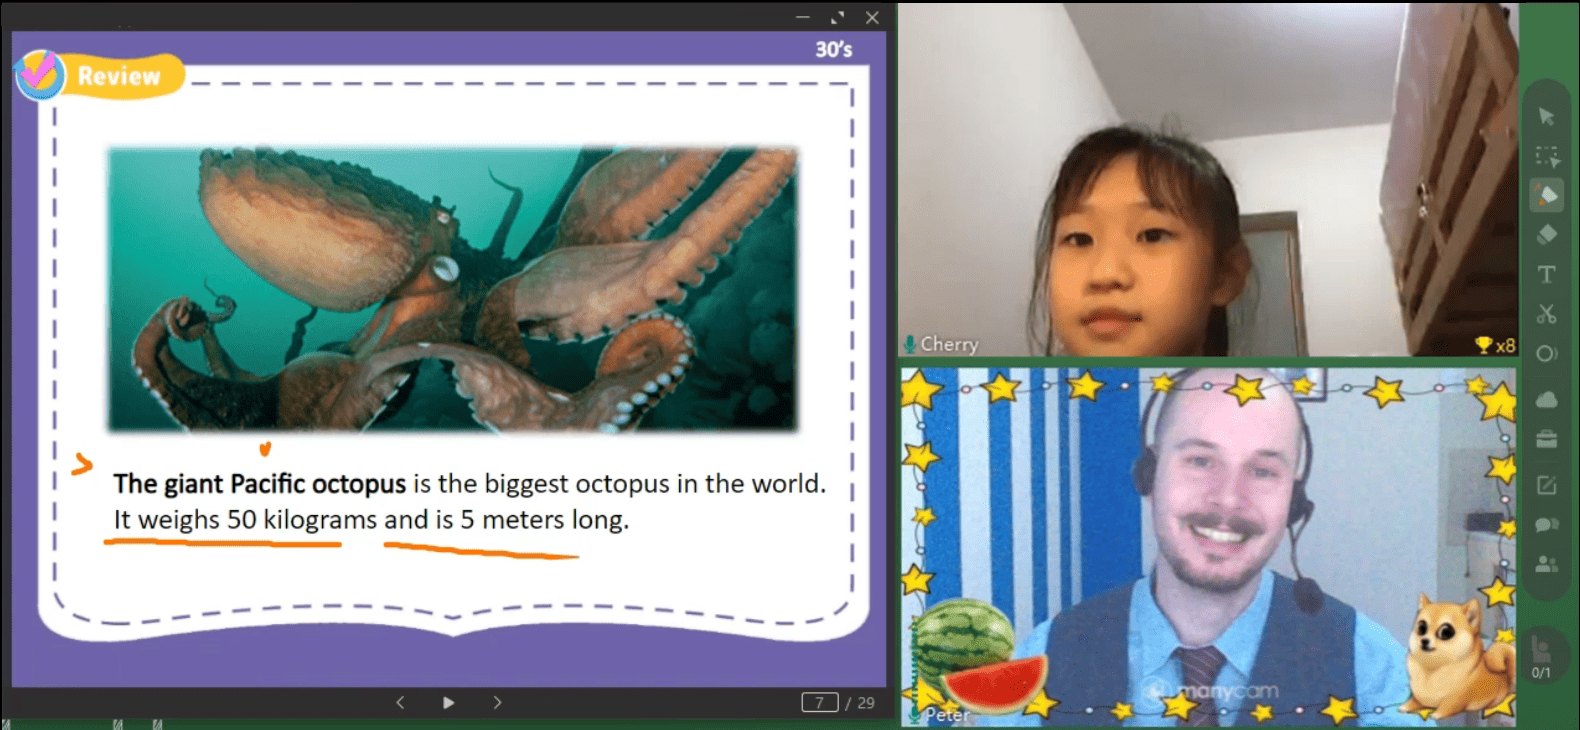 30's
Review
The giant Pacific octopus is the biggest octopus in the world.
It weighs 50 kilograms and is 5 meters long.
7 / 29
Cherry
x8
manycam
Peter
T
0/1